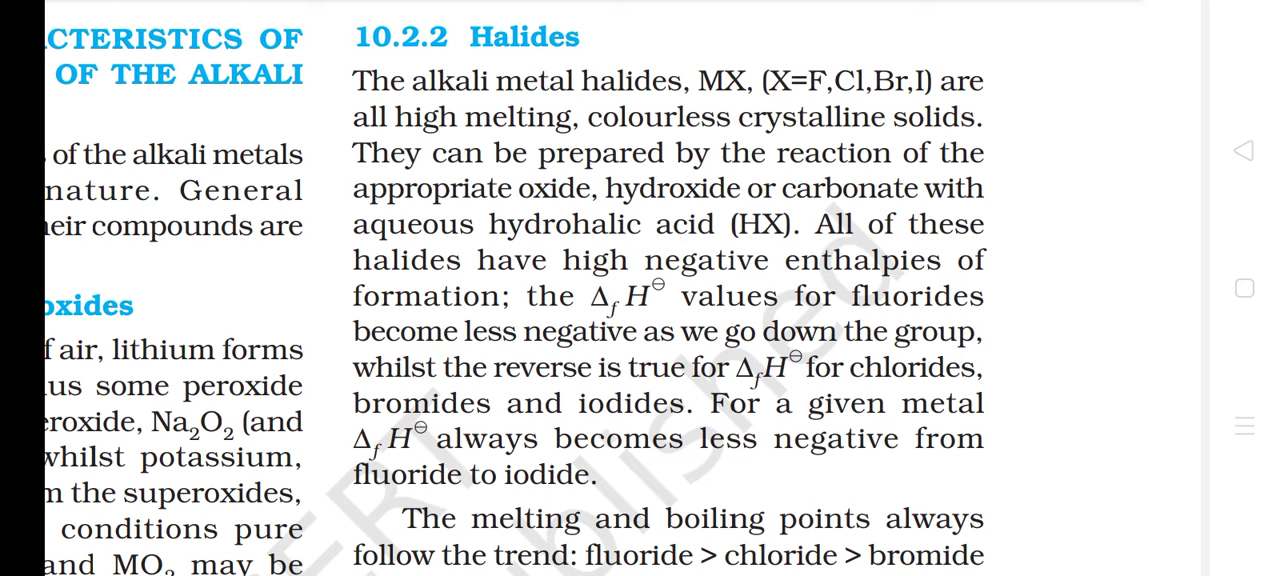 CTERISTICS OF
OF THE ALKALI
of the alkali metals
nature. General
eir compounds are
oxides
f air, lithium forms
us some peroxide
eroxide, Na₂O₂ (and
whilst potassium,
m the superoxides,
conditions pure
and MO₂ may be
10.2.2 Halides
The alkali metal halides, MX, (X=F,Cl,Br,I) are
all high melting, colourless crystalline solids.
They can be prepared by the reaction of the
appropriate oxide, hydroxide or carbonate with
aqueous hydrohalic acid (HX). All of these
halides have high negative enthalpies of
formation; the Δf H⊖ values for fluorides
become less negative as we go down the group,
whilst the reverse is true for Δf H⊖ for chlorides,
bromides and iodides. For a given metal
Δf H⊖ always becomes less negative from
fluoride to iodide.
The melting and boiling points always
follow the trend: fluoride > chloride > bromide